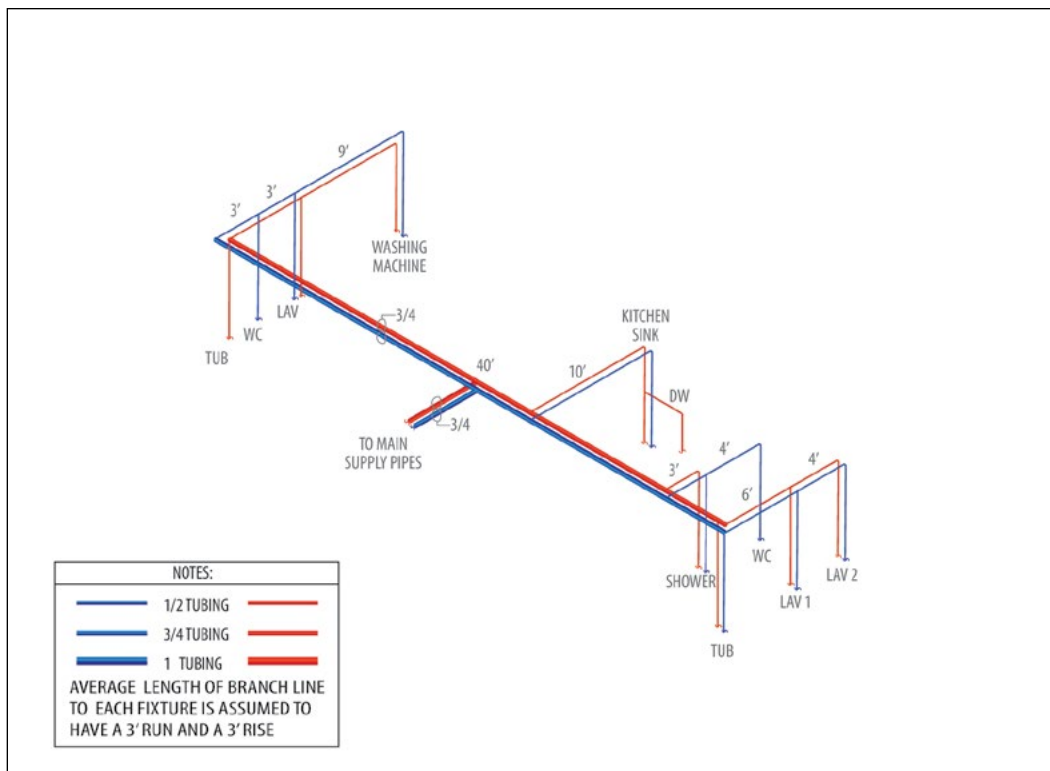 9'
3'
3'
WASHING
MACHINE
LAV
WC
TUB
3/4
KITCHEN
SINK
40'
10'
DW
3/4
TO MAIN
SUPPLY PIPES
4'
4'
3'
6'
SHOWER
WC
LAV 2
LAV 1
TUB
NOTES:
1/2 TUBING
3/4 TUBING
1 TUBING
AVERAGE LENGTH OF BRANCH LINE
TO EACH FIXTURE IS ASSUMED TO
HAVE A 3' RUN AND A 3' RISE